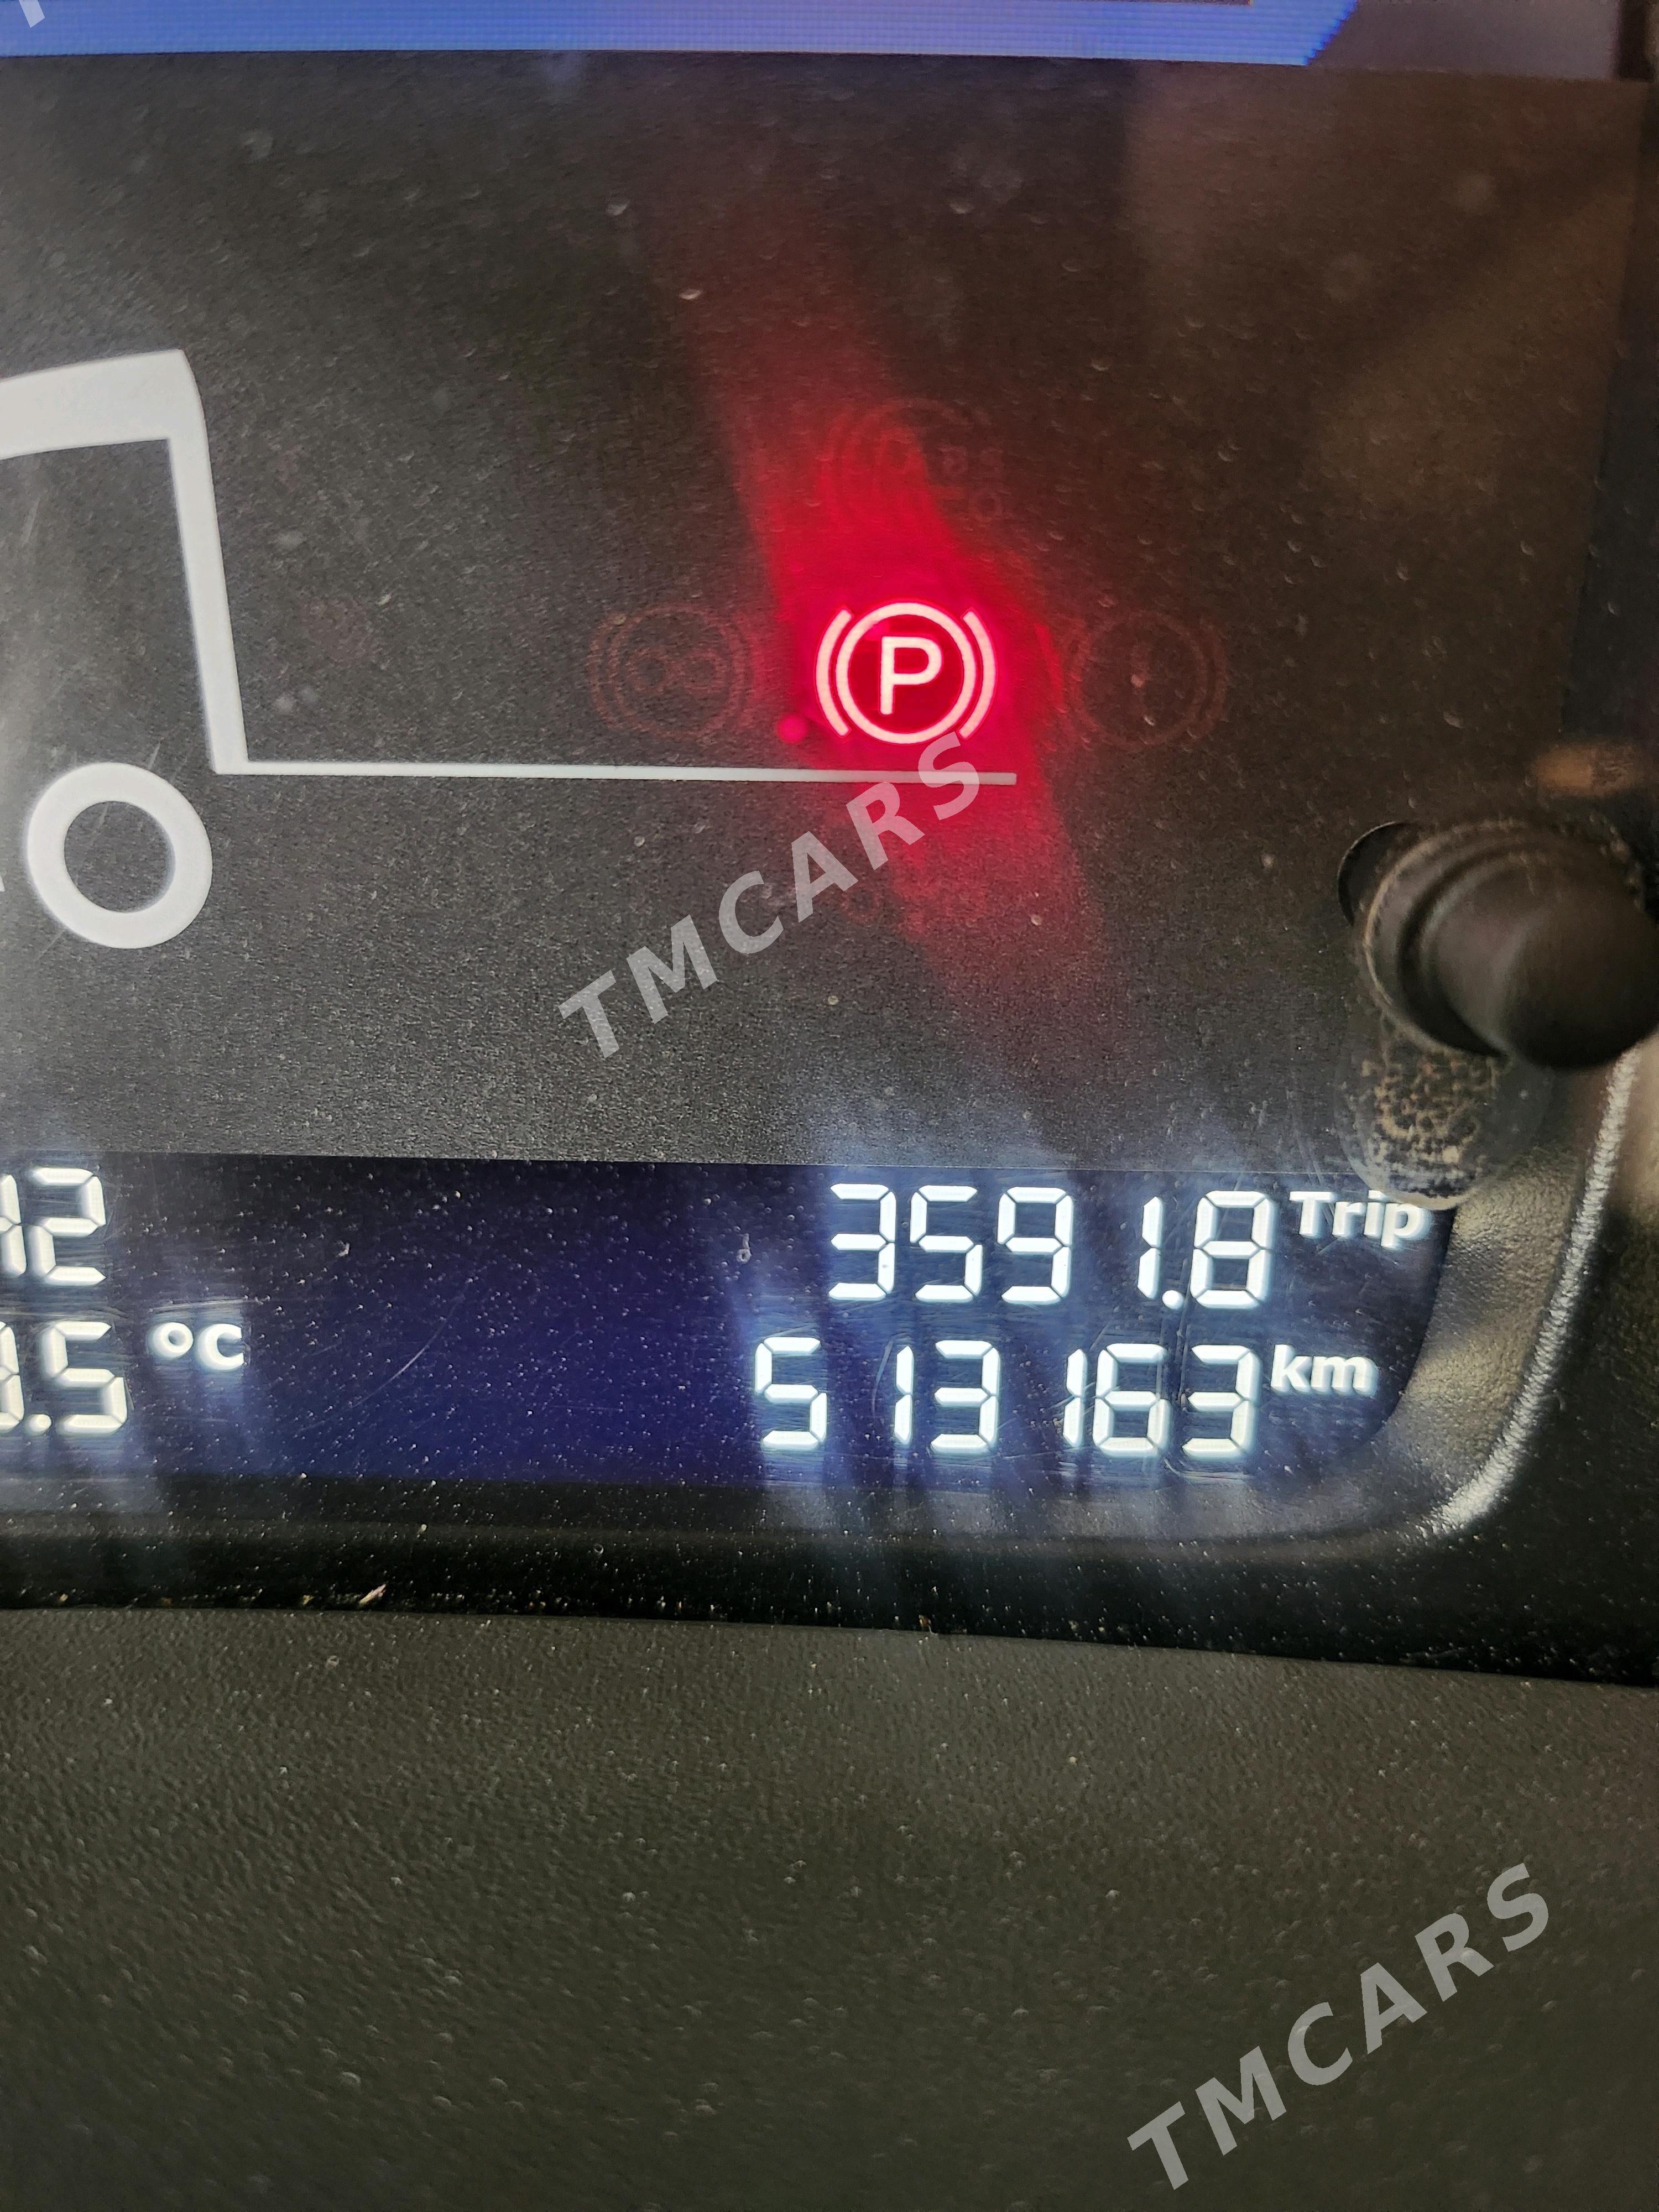 P
TMCARS
12
3591.8 Trip
.5 °C
513163 km
TMCARS